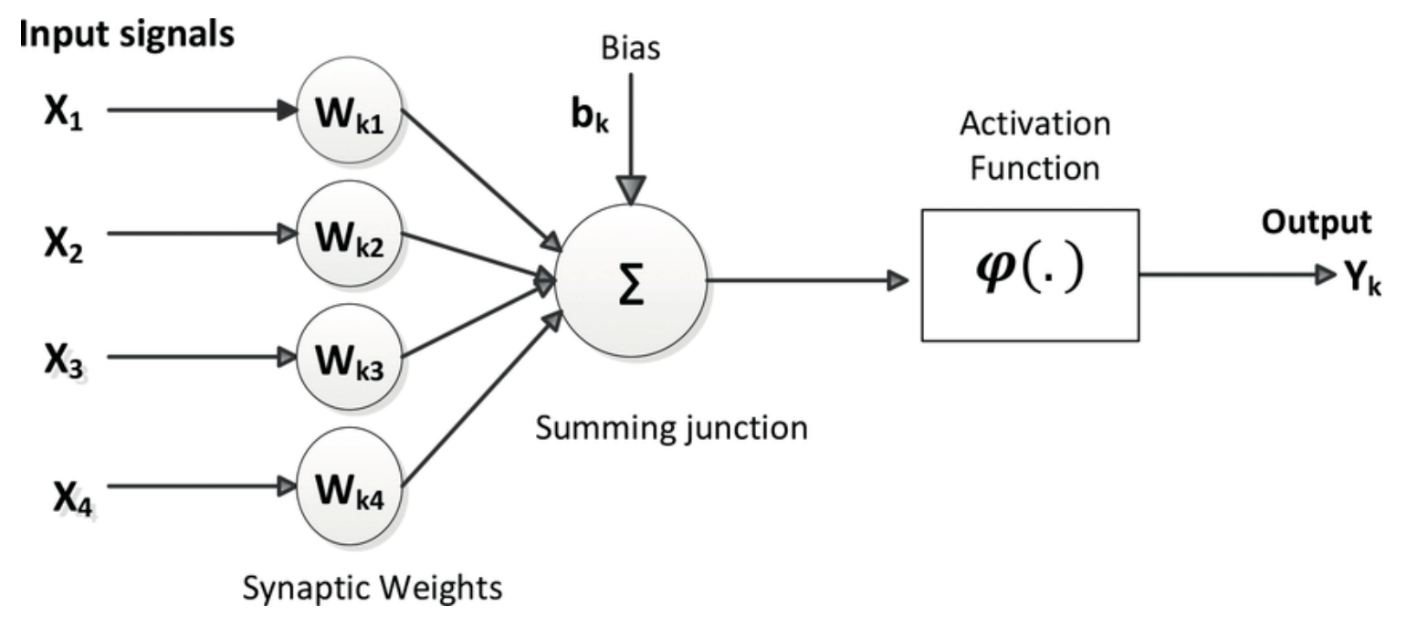 Input signals
X₁
Wₖ₁
X₂
Wₖ₂
X₃
Wₖ₃
X₄
Wₖ₄
Synaptic Weights
Bias
bₖ
Σ
Summing junction
Activation
Function
φ(.)
Output
Yₖ